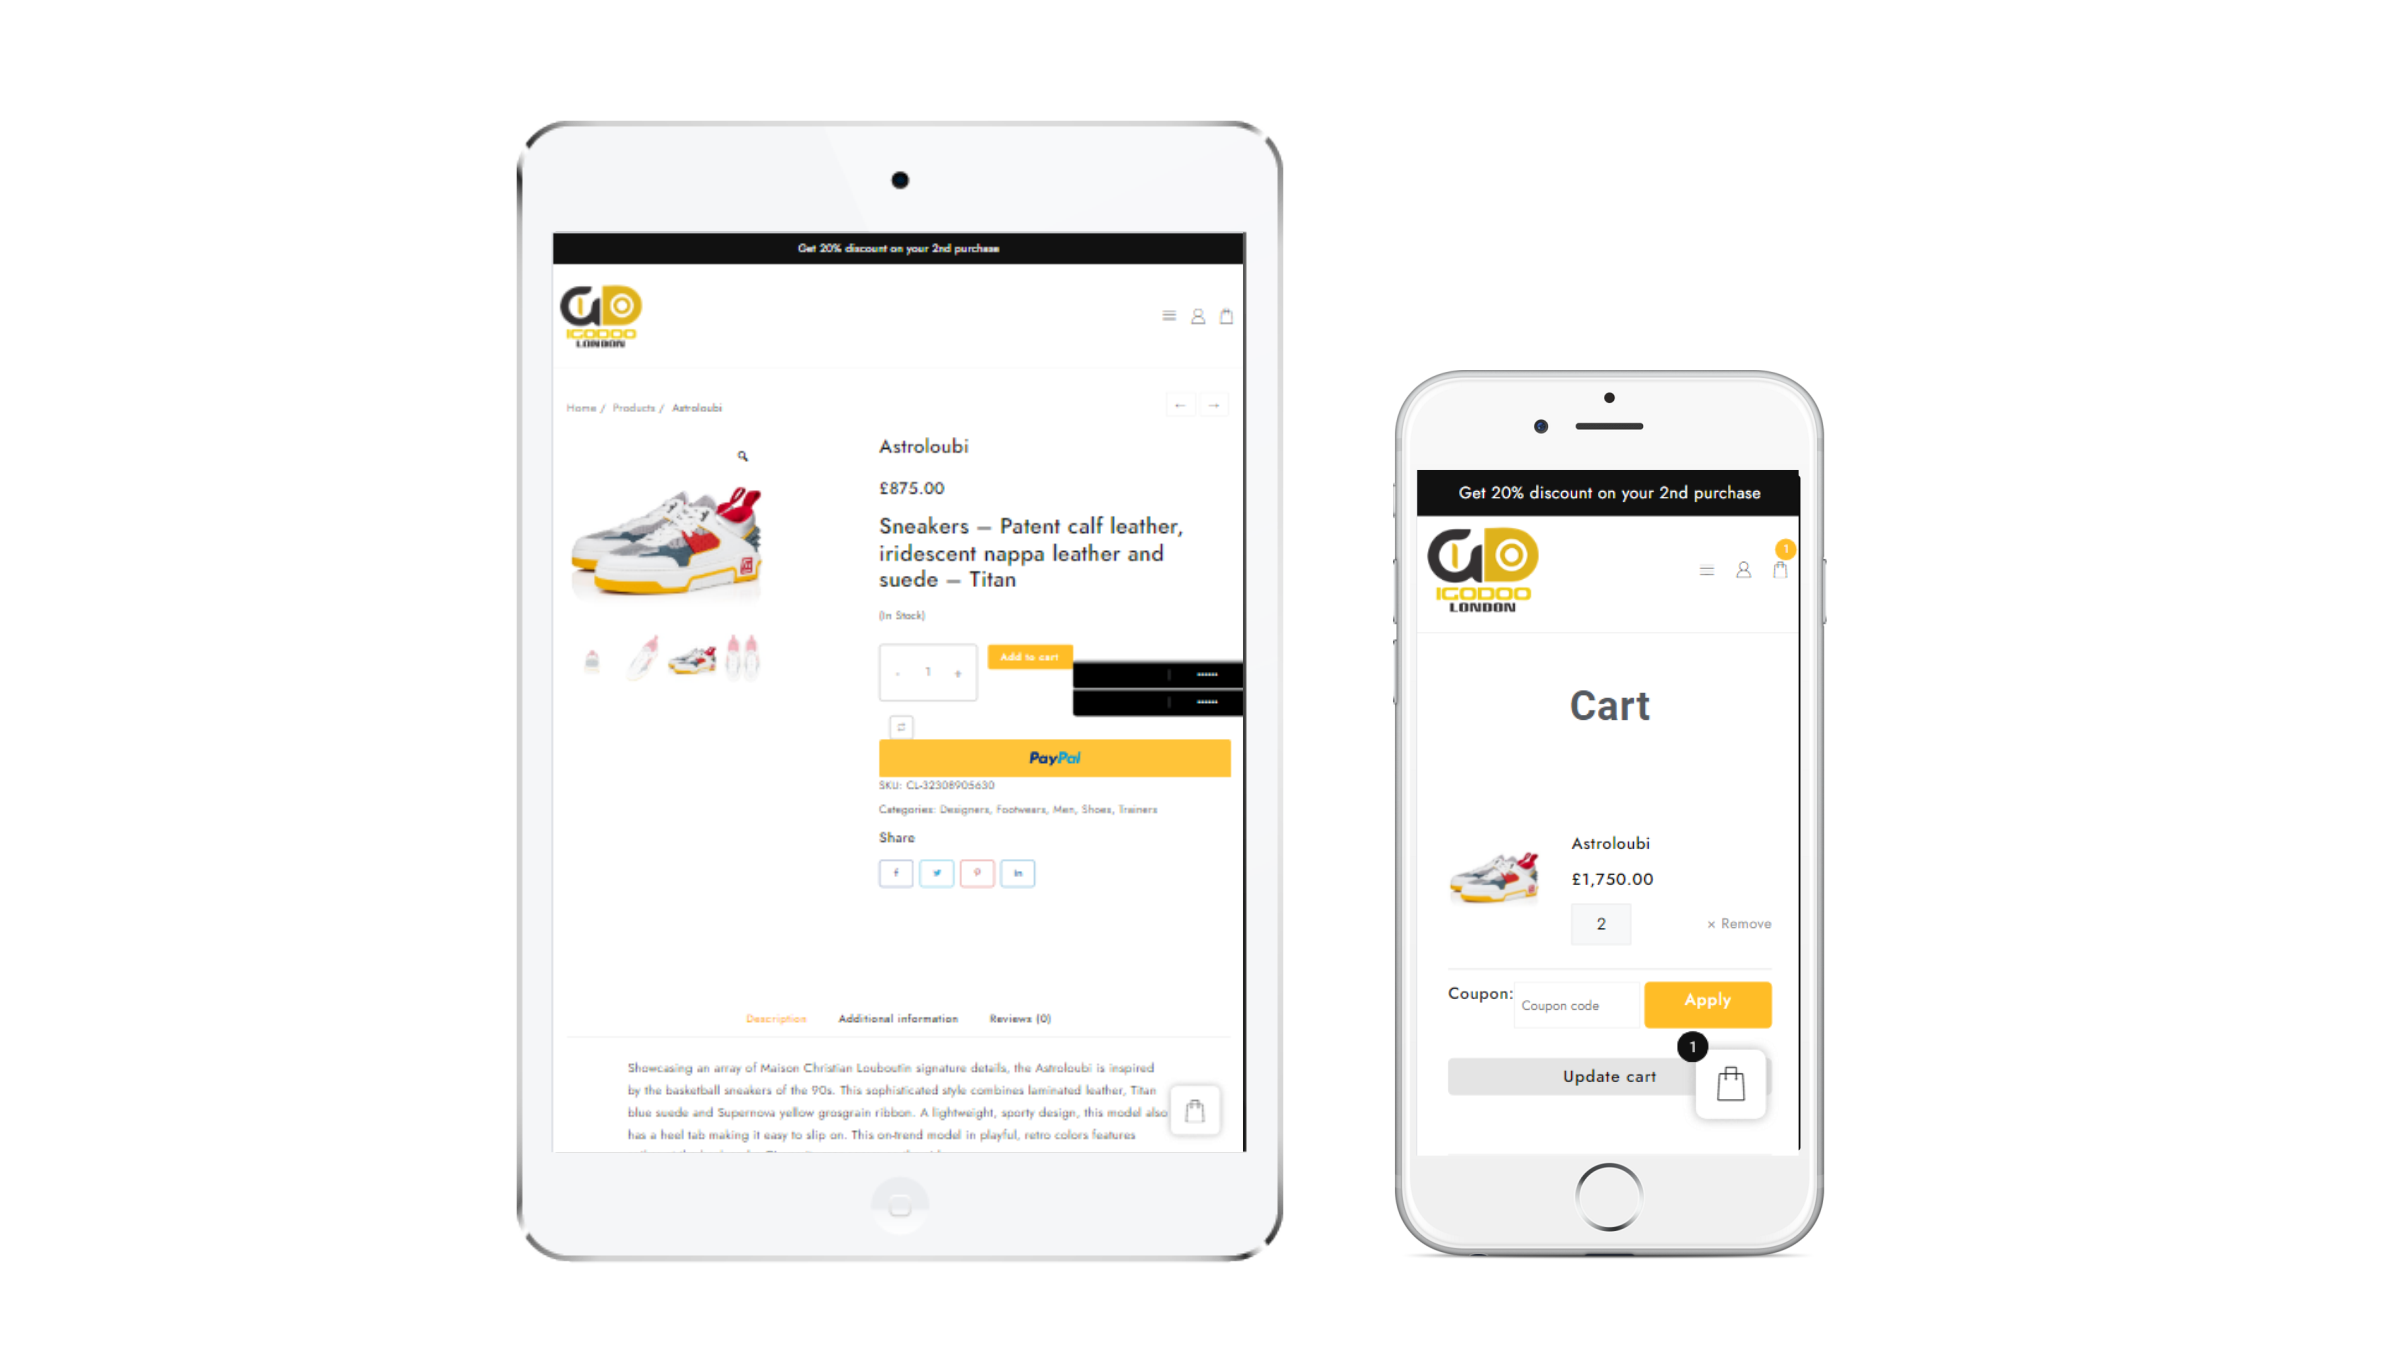 Get 20% discount on your 2nd purchase
IGODOO
LONDON
Home / Products / Astroloubi
← →
Astroloubi
£875.00
Sneakers – Patent calf leather,
iridescent nappa leather and
suede – Titan
(In Stock)
- 1 +
Add to cart
PayPal
SKU: CL-32308905630
Categories: Designers, Footwears, Men, Shoes, Trainers
Share
Description Additional information Reviews (0)
Showcasing an array of Maison Christian Louboutin signature details, the Astroloubi is inspired
by the basketball sneakers of the 90s. This sophisticated style combines laminated leather, Titan
blue suede and Supernova yellow grosgrain ribbon. A lightweight, sporty design, this model also
has a heel tab making it easy to slip on. This on-trend model in playful, retro colors features
Get 20% discount on your 2nd purchase
IGODOO
LONDON
1
Cart
Astroloubi
£1,750.00
2
× Remove
Coupon: Coupon code Apply
1
Update cart